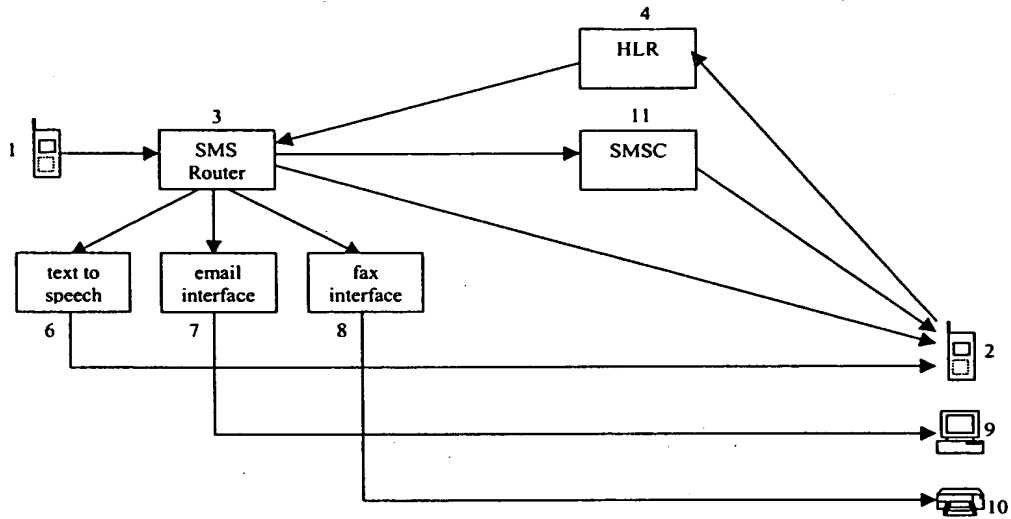 4
HLR
3
11
1
SMS
Router
SMSC
text to
speech
email
interface
fax
interface
6
7
8
2
9
10